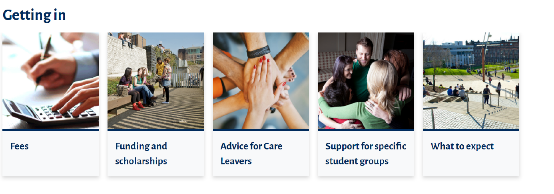 Getting in
Fees
Funding and
scholarships
Advice for Care
Leavers
Support for specific
student groups
What to expect